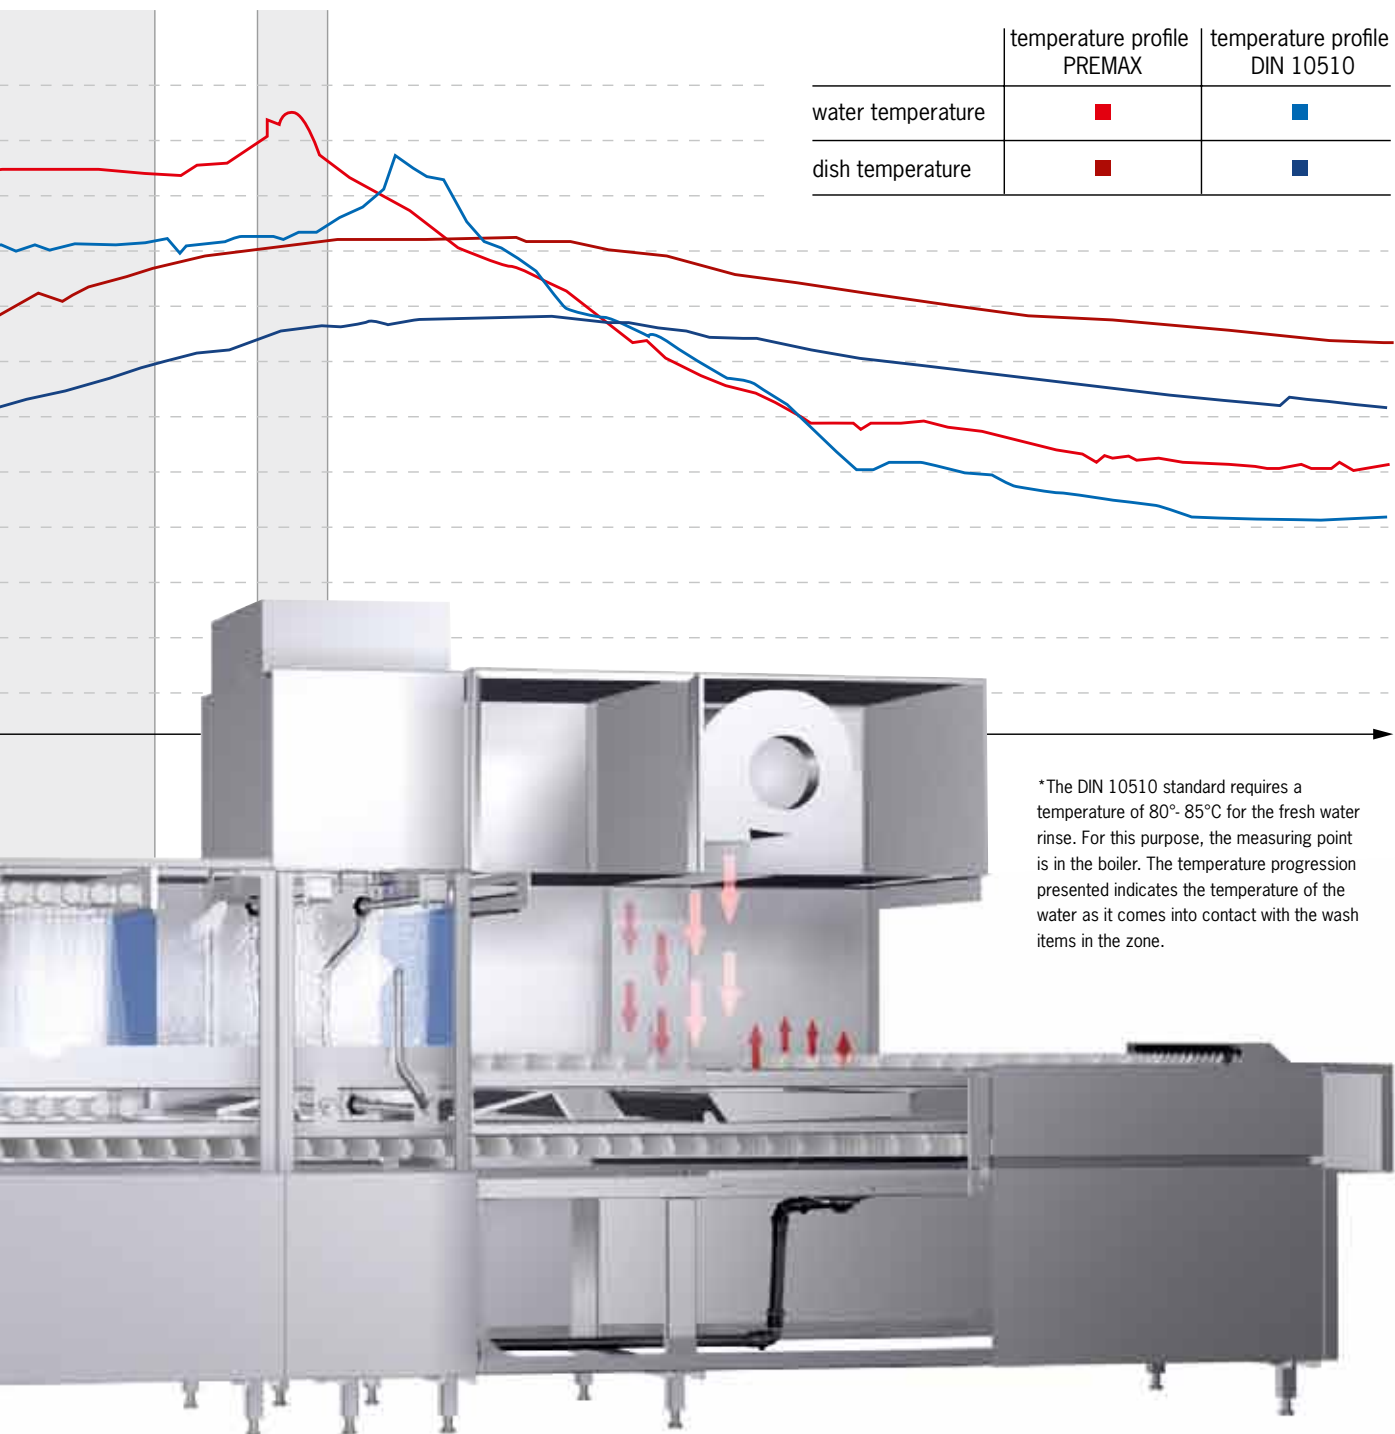 temperature profile PREMAX
temperature profile DIN 10510
water temperature
dish temperature
*The DIN 10510 standard requires a
temperature of 80°- 85°C for the fresh water
rinse. For this purpose, the measuring point
is in the boiler. The temperature progression
presented indicates the temperature of the
water as it comes into contact with the wash
items in the zone.